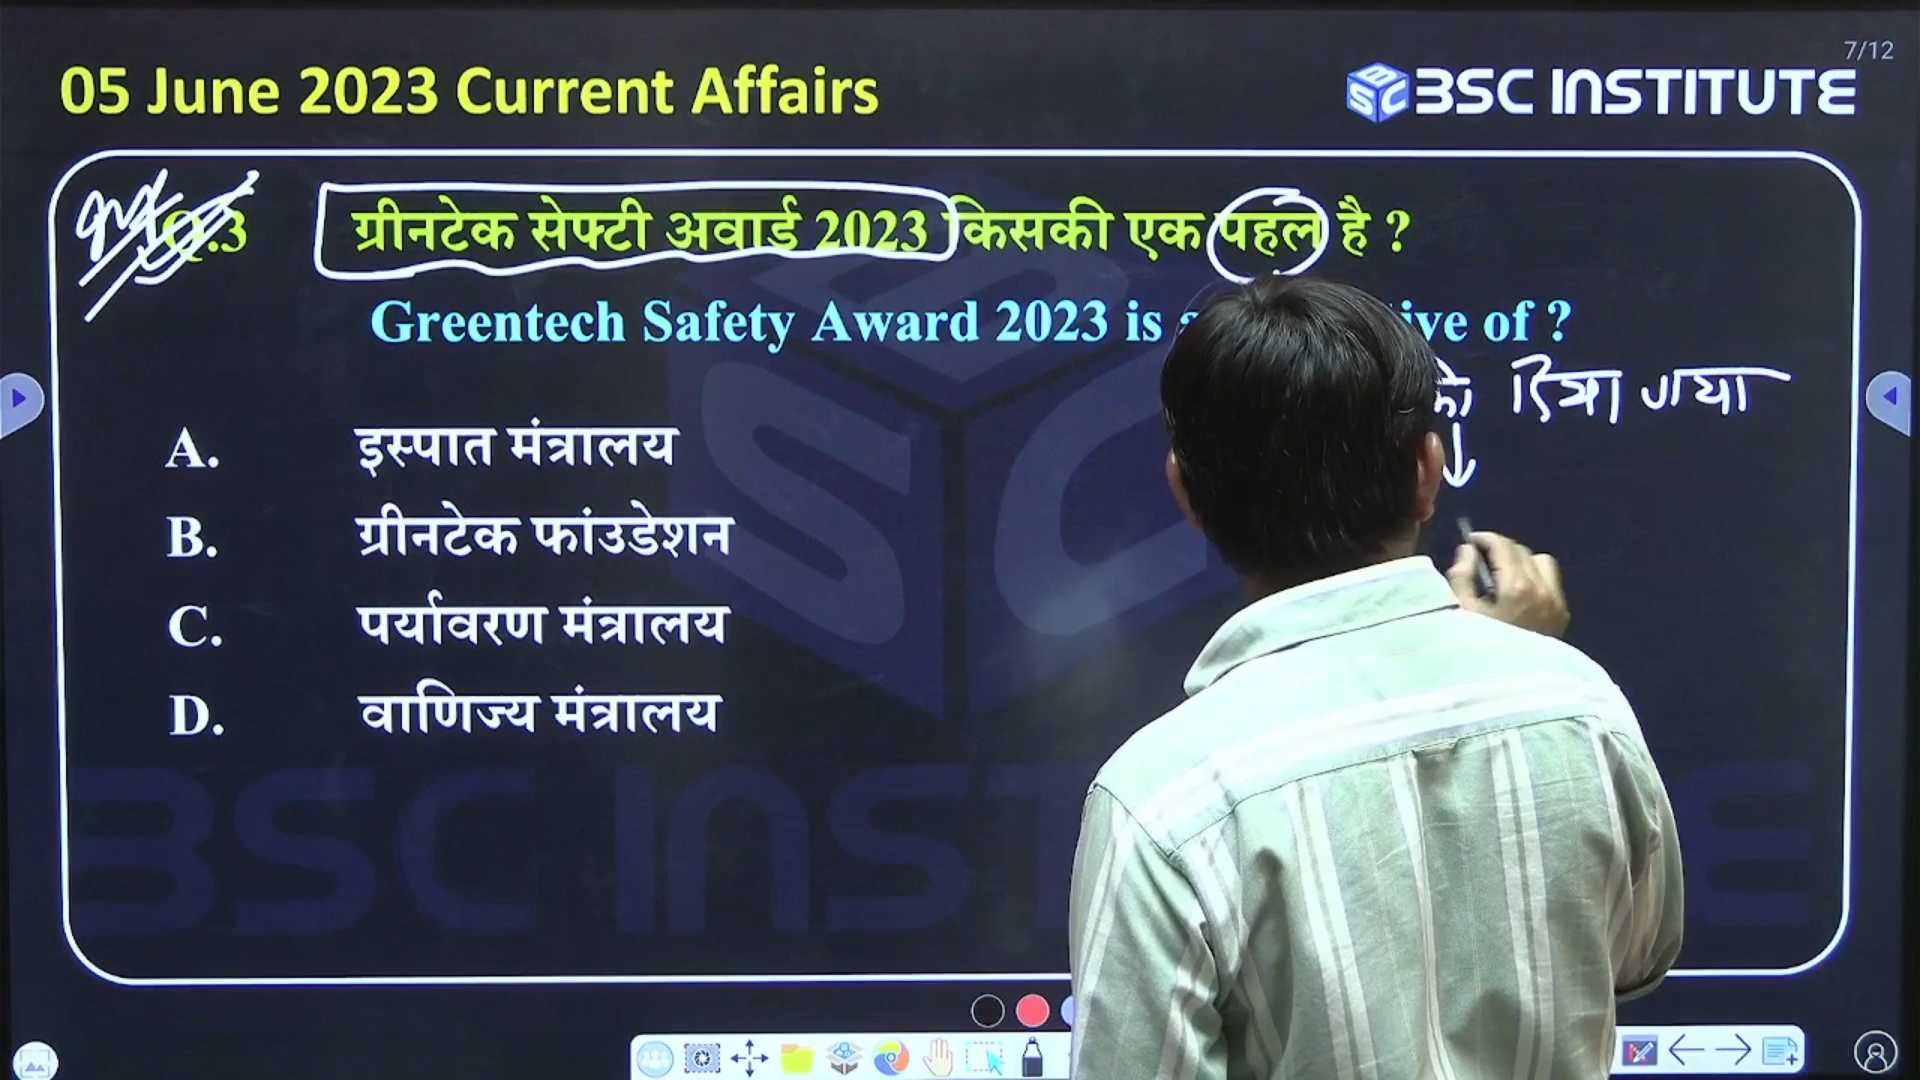 7/12
05 June 2023 Current Affairs
BSC INSTITUTE
Q.3 ग्रीनटेक सेफ्टी अवार्ड 2023 किसकी एक पहल है ?
Greentech Safety Award 2023 is of ?
को दिया गया
A. इस्पात मंत्रालय
B. ग्रीनटेक फांउडेशन
C. पर्यावरण मंत्रालय
D. वाणिज्य मंत्रालय